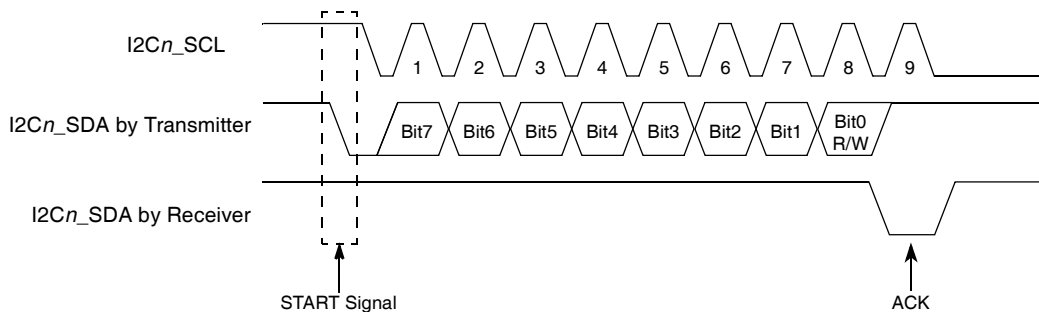 I2Cn_SCL
1 2 3 4 5 6 7 8 9
I2Cn_SDA by Transmitter
Bit7 Bit6 Bit5 Bit4 Bit3 Bit2 Bit1 Bit0
R/W
I2Cn_SDA by Receiver
START Signal ACK